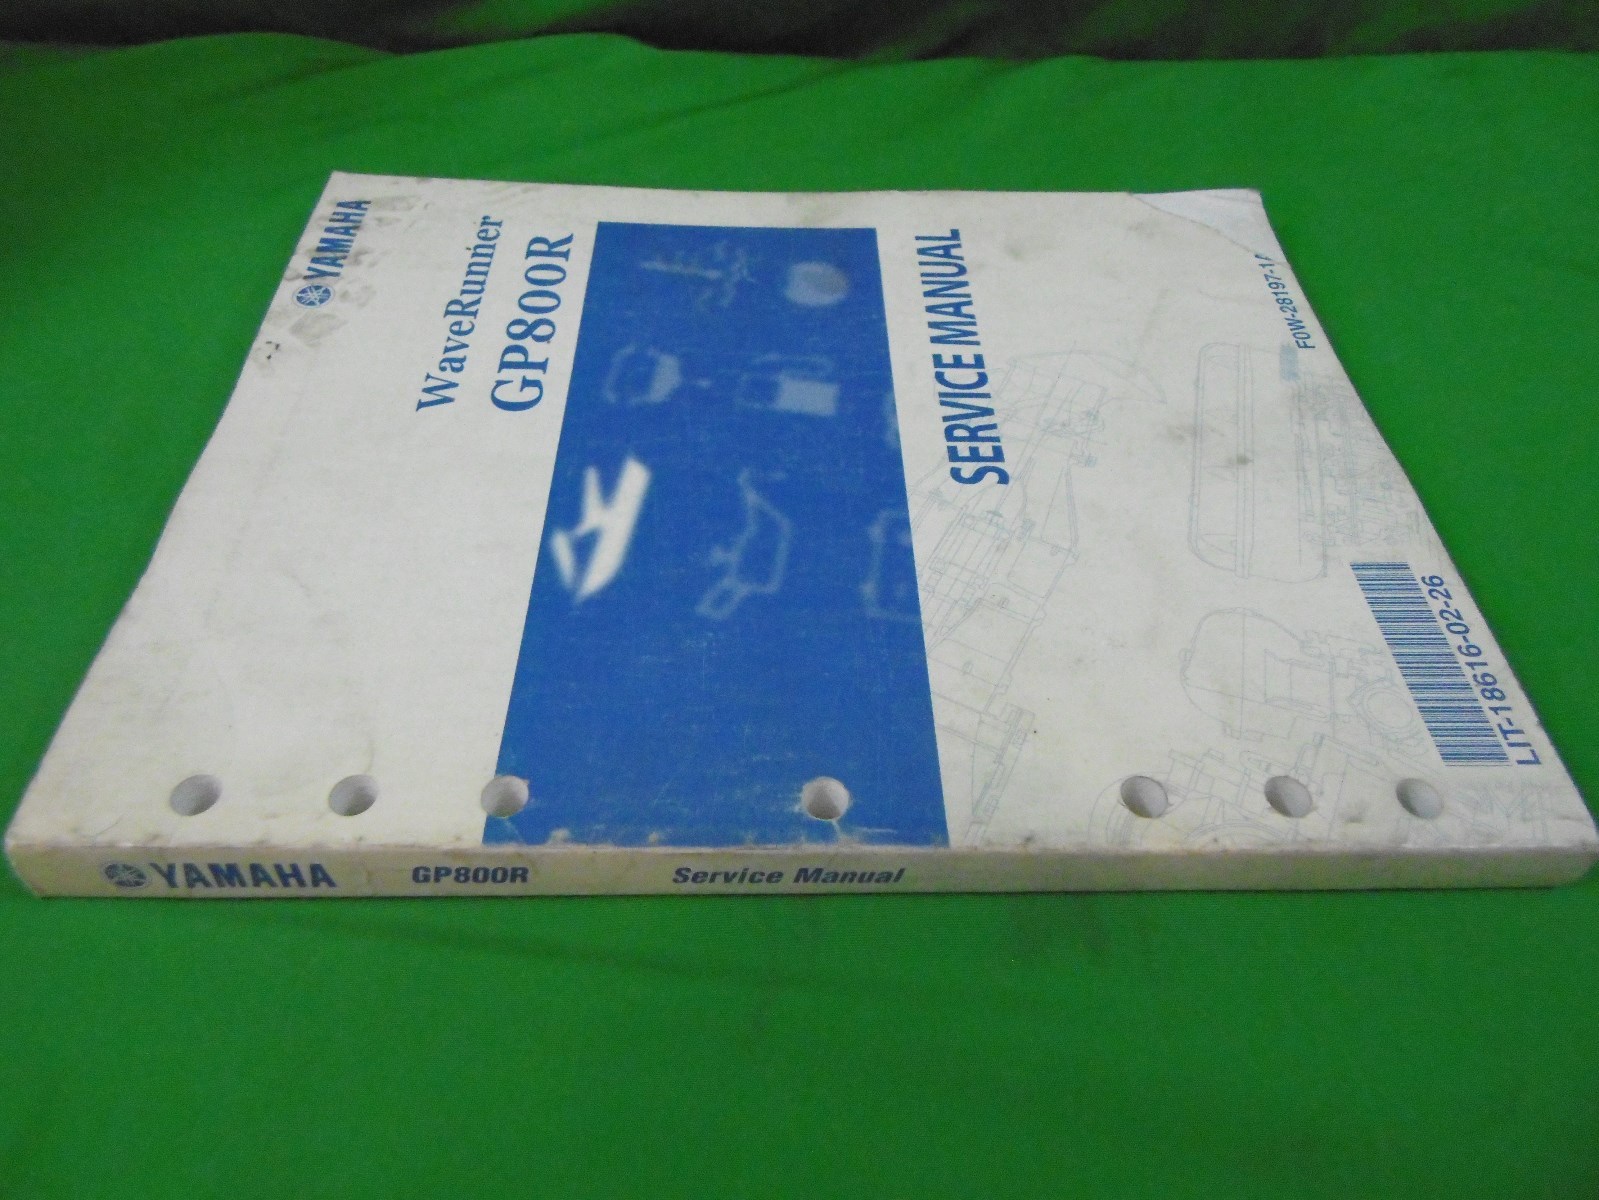 YAMAHA
WaveRunner
GP800R
SERVICE MANUAL
F0W-28197-1
LIT-18616-02-26
YAMAHA GP800R Service Manual